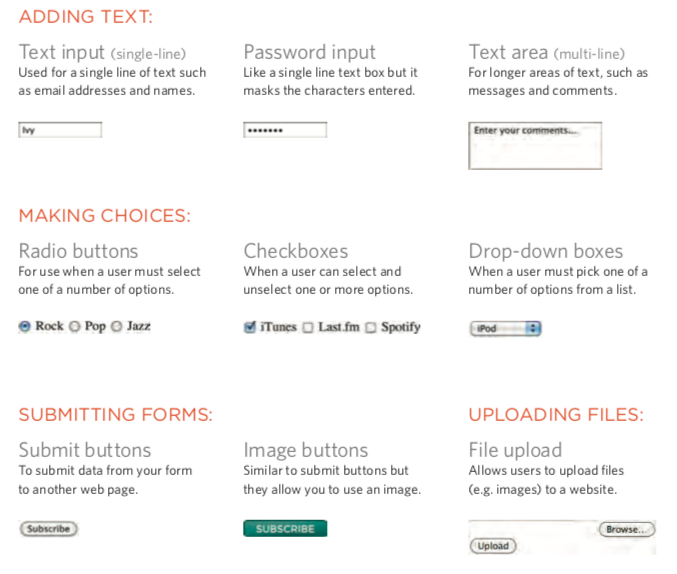 ADDING TEXT:
Text input (single-line)
Used for a single line of text such
as email addresses and names.
Ivy
Password input
Like a single line text box but it
masks the characters entered.
•••••••
Text area (multi-line)
For longer areas of text, such as
messages and comments.
Enter your comments...
MAKING CHOICES:
Radio buttons
For use when a user must select
one of a number of options.
Rock Pop Jazz
Checkboxes
When a user can select and
unselect one or more options.
iTunes Last.fm Spotify
Drop-down boxes
When a user must pick one of a
number of options from a list.
iPod
SUBMITTING FORMS:
Submit buttons
To submit data from your form
to another web page.
Subscribe
Image buttons
Similar to submit buttons but
they allow you to use an image.
SUBSCRIBE
UPLOADING FILES:
File upload
Allows users to upload files
(e.g. images) to a website.
Browse...
Upload